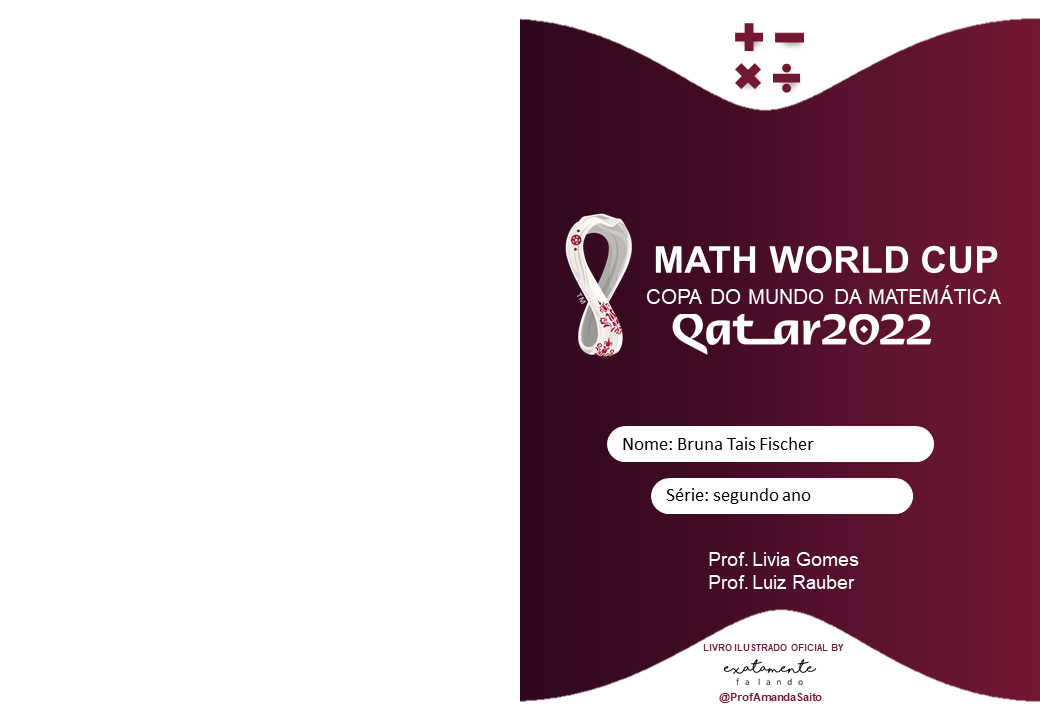 MATH WORLD CUP
COPA DO MUNDO DA MATEMÁTICA
Qatar2022
TM
Nome: Bruna Tais Fischer
Série: segundo ano
Prof. Livia Gomes
Prof. Luiz Rauber
LIVRO ILUSTRADO OFICIAL BY
exatamente
falando
@ProfAmandaSaito